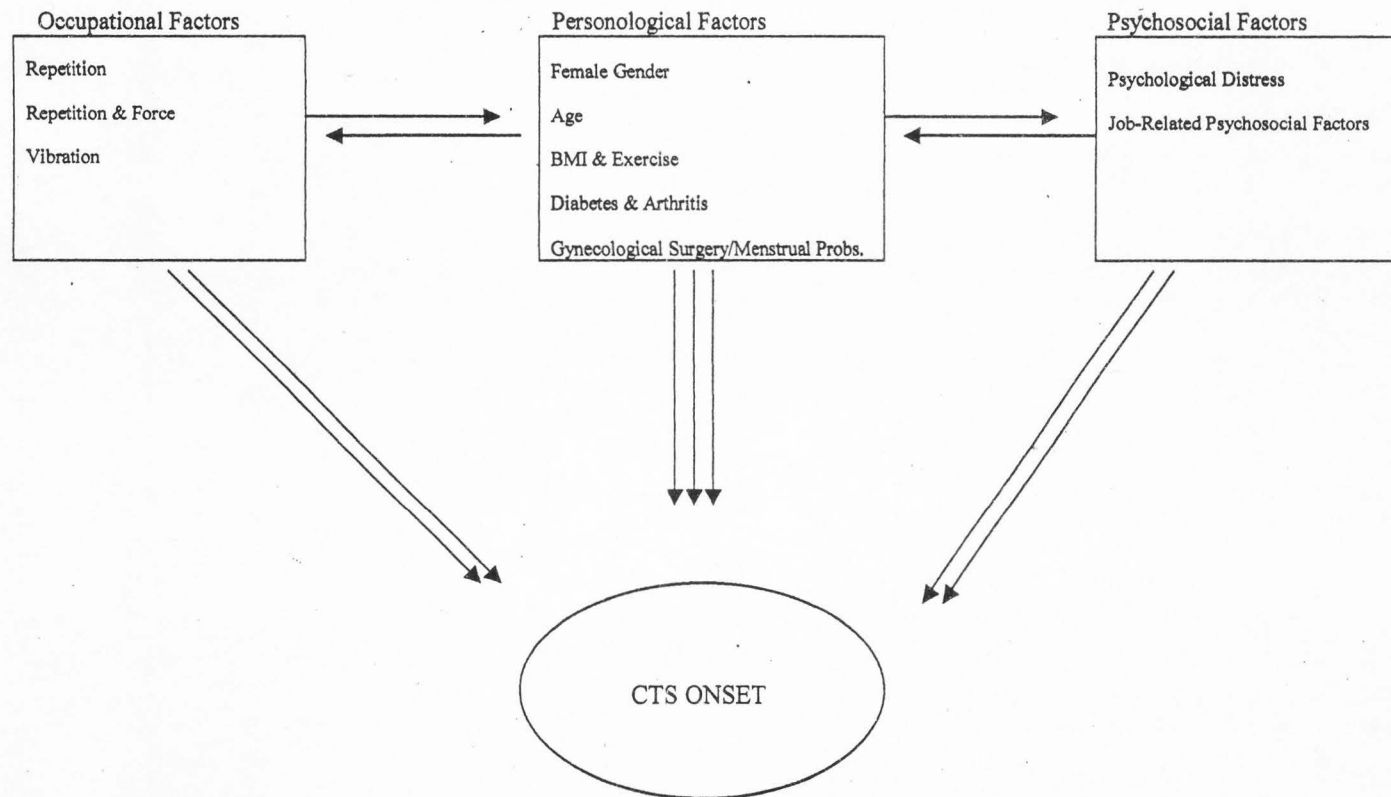 Occupational Factors
Repetition
Repetition & Force
Vibration
Personological Factors
Female Gender
Age
BMI & Exercise
Diabetes & Arthritis
Gynecological Surgery/Menstrual Probs.
Psychosocial Factors
Psychological Distress
Job-Related Psychosocial Factors
CTS ONSET